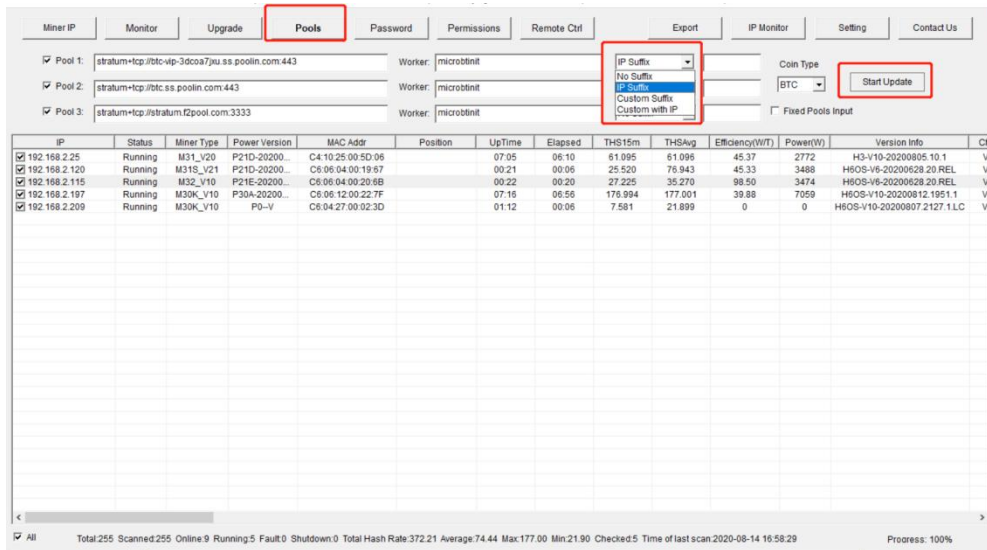 Miner IP Monitor Upgrade Pools Password Permissions Remote Ctrl Export IP Monitor Setting Contact Us
Pool 1: stratum+tcp://btc-vip-3dcoa7jxu.ss.poolin.com:443 Worker: microbtinit IP Suffix Coin Type
No Suffix
Pool 2: stratum+tcp://btc.ss.poolin.com:443 Worker: microbtinit IP Suffix BTC Start Update
Custom Suffix
Pool 3: stratum+tcp://stratum.f2pool.com:3333 Worker: microbtinit Custom with IP Fixed Pools Input
IP Status Miner Type Power Version MAC Addr Position UpTime Elapsed THS15m THSAvg Efficiency(W/T) Power(W) Version Info
192.168.2.25 Running M31_V20 P21D-20200... C4:10:25:00:5D:06 07:05 06:10 61.095 61.096 45.37 2772 H3-V10-20200805.10.1
192.168.2.120 Running M31S_V21 P21D-20200... C6:06:04:00:19:67 00:21 00:06 25.520 76.943 45.33 3488 H6OS-V6-20200628.20.REL
192.168.2.115 Running M32_V10 P21E-20200... C6:06:04:00:20:6B 00:22 00:20 27.225 35.270 98.50 3474 H6OS-V6-20200628.20.REL
192.168.2.197 Running M30K_V10 P30A-20200... C6:06:12:00:22:7F 07:16 06:56 176.994 177.001 39.88 7059 H6OS-V10-20200812.1951.1
192.168.2.209 Running M30K_V10 P0--V C6:04:27:00:02:3D 01:12 00:06 7.581 21.899 0 0 H6OS-V10-20200807.2127.1.LC
All Total:255 Scanned:255 Online:9 Running:5 Fault:0 Shutdown:0 Total Hash Rate:372.21 Average:74.44 Max:177.00 Min:21.90 Checked:5 Time of last scan:2020-08-14 16:58:29 Progress: 100%